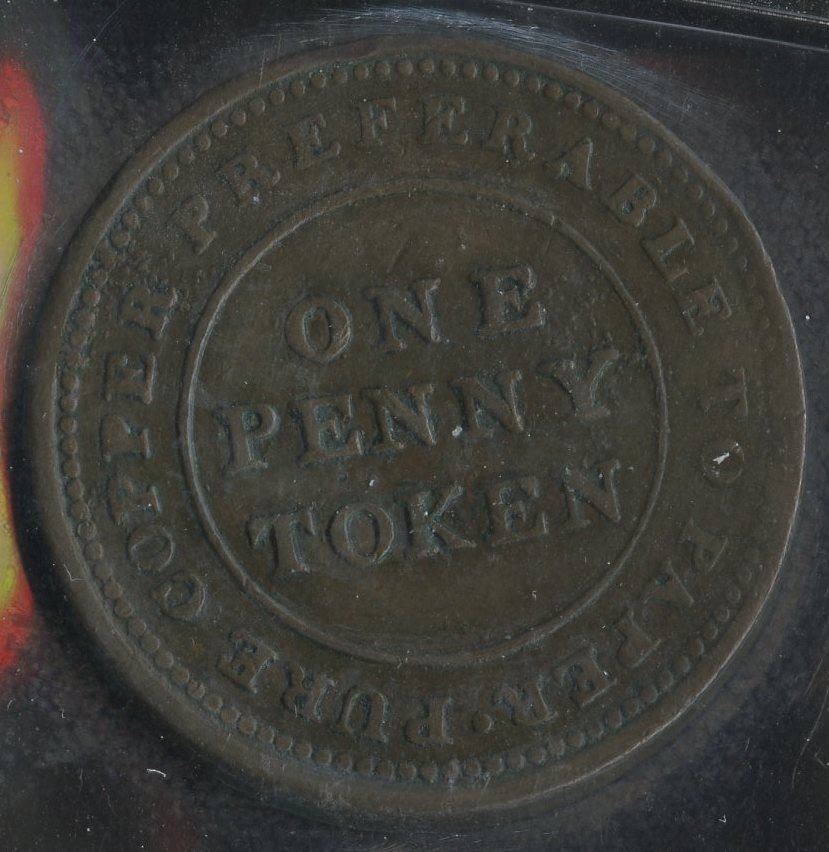 PURE COPPER PREFERABLE TO PAPER ·
ONE
PENNY
TOKEN